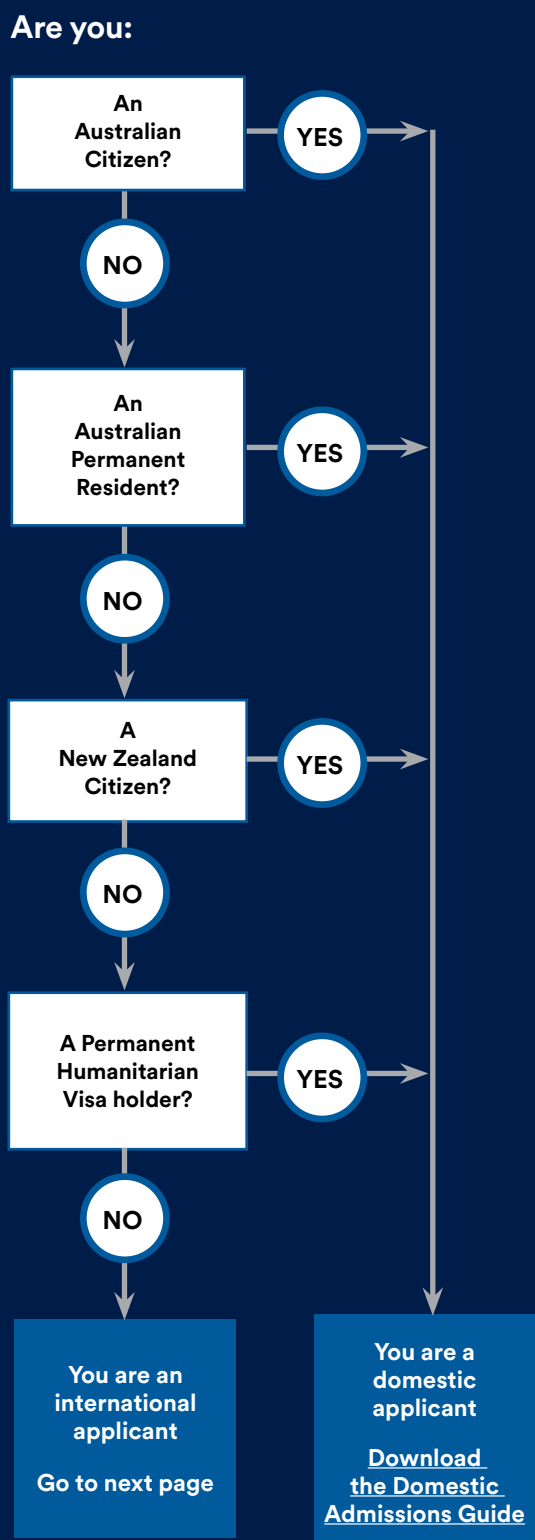 Are you:
An
Australian
Citizen?
YES
NO
An
Australian
Permanent
Resident?
YES
NO
A
New Zealand
Citizen?
YES
NO
A Permanent
Humanitarian
Visa holder?
YES
NO
You are an
international
applicant
Go to next page
You are a
domestic
applicant
Download
the Domestic
Admissions Guide